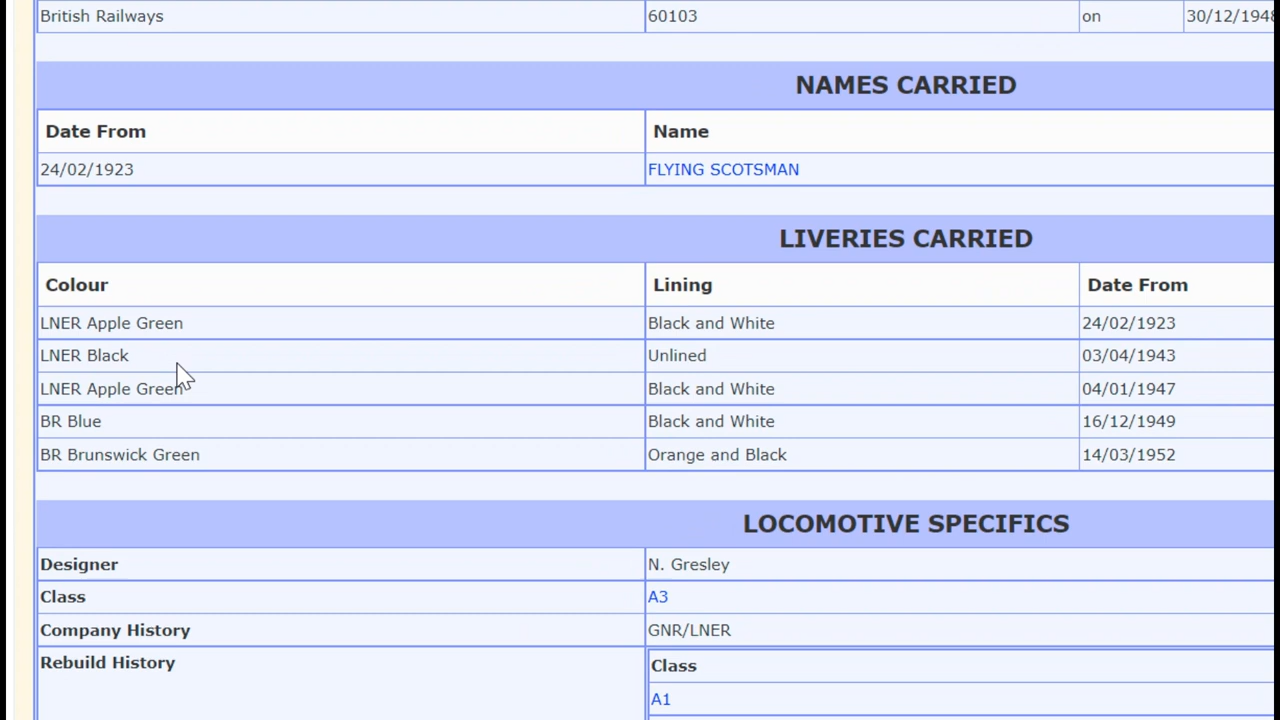 British Railways 60103 on 30/12/1948
NAMES CARRIED
Date From Name
24/02/1923 FLYING SCOTSMAN
LIVERIES CARRIED
Colour Lining Date From
LNER Apple Green Black and White 24/02/1923
LNER Black Unlined 03/04/1943
LNER Apple Green Black and White 04/01/1947
BR Blue Black and White 16/12/1949
BR Brunswick Green Orange and Black 14/03/1952
LOCOMOTIVE SPECIFICS
Designer N. Gresley
Class A3
Company History GNR/LNER
Rebuild History Class
A1